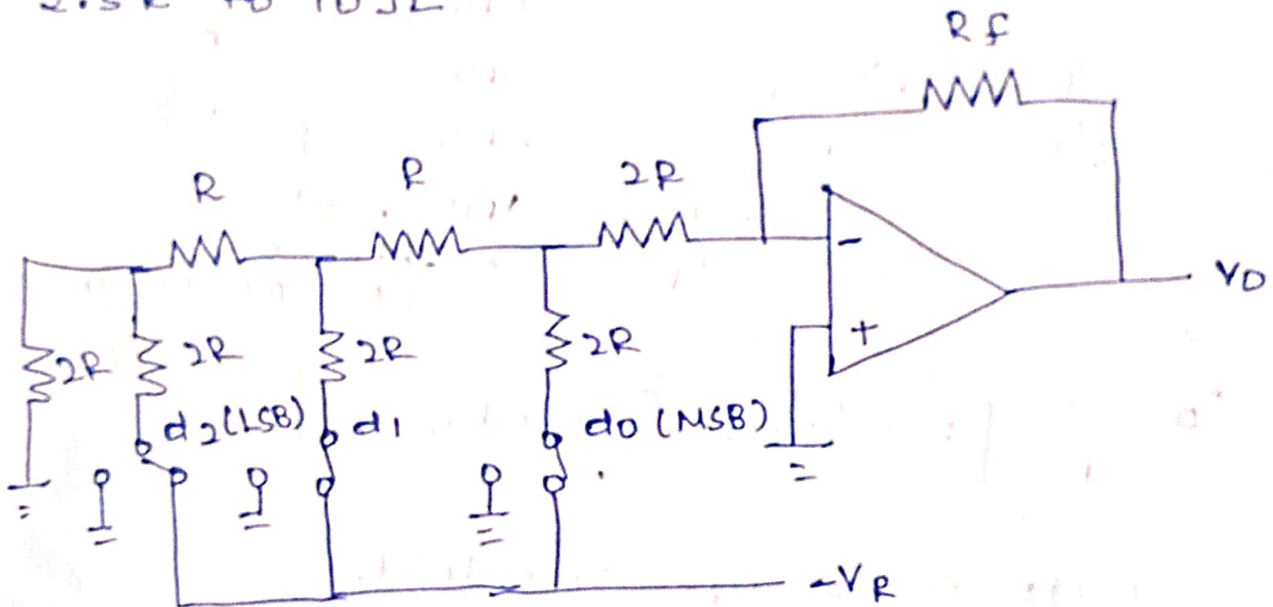 Rf
R R 2R
2R 2R 2R 2R
- VO
+
d2(LSB) d1 d0 (MSB)
-VR